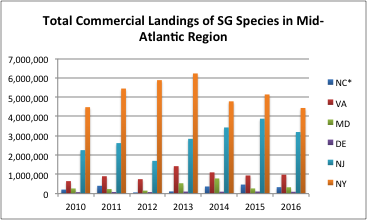 Total Commercial Landings of SG Species in Mid-
Atlantic Region
7,000,000
6,000,000
5,000,000
4,000,000
3,000,000
2,000,000
1,000,000
0
2010 2011 2012 2013 2014 2015 2016
NC*
VA
MD
DE
NJ
NY